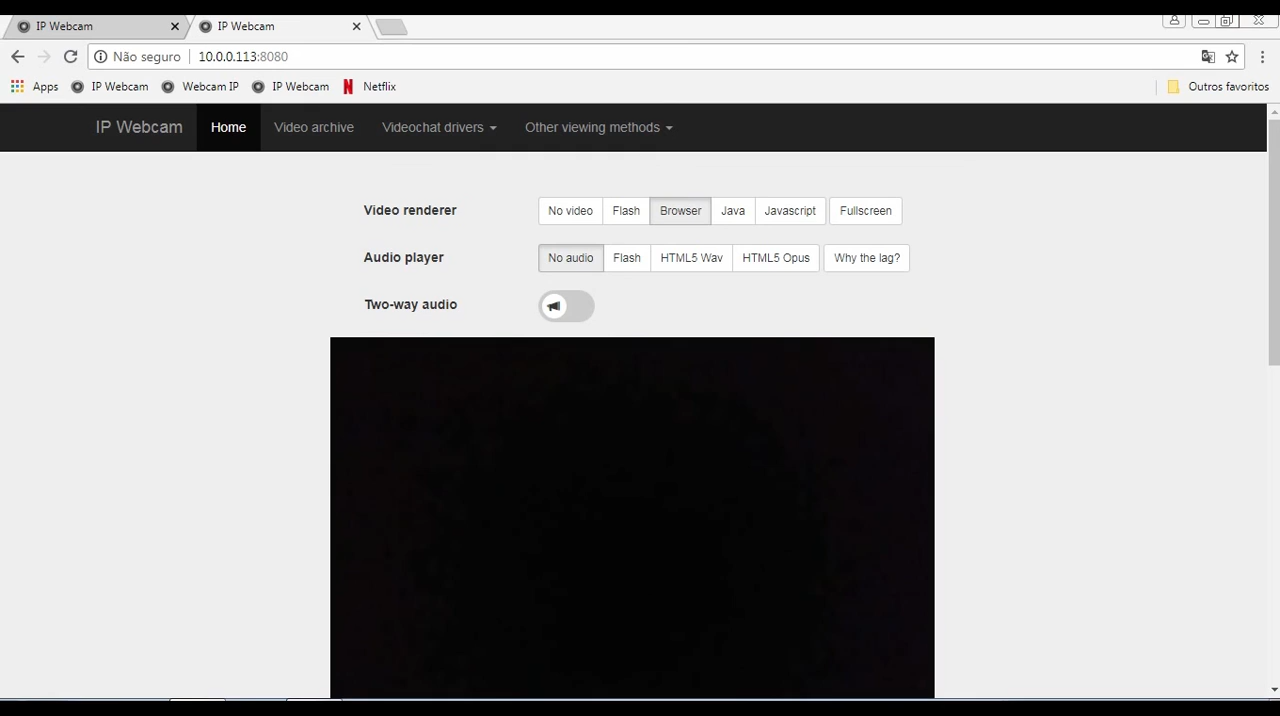 IP Webcam
IP Webcam
Não seguro 10.0.0.113:8080
Apps IP Webcam Webcam IP IP Webcam Netflix Outros favoritos
IP Webcam Home Video archive Videochat drivers Other viewing methods
Video renderer No video Flash Browser Java Javascript Fullscreen
Audio player No audio Flash HTML5 Wav HTML5 Opus Why the lag?
Two-way audio